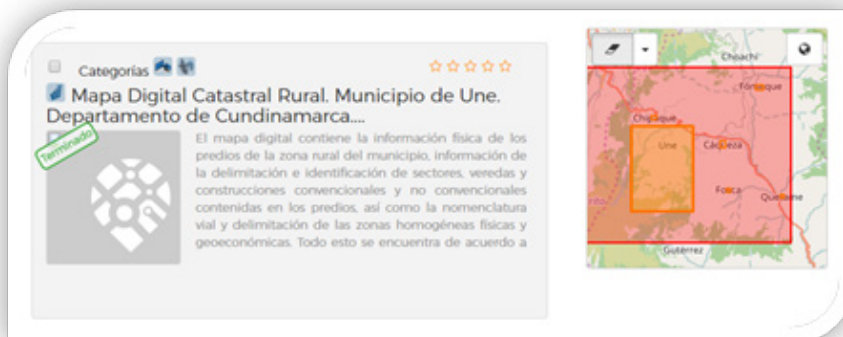 Categorías
Mapa Digital Catastral Rural. Municipio de Une.
Departamento de Cundinamarca....
Terminado
El mapa digital contiene la información física de los
predios de la zona rural del municipio, información de
la delimitación e identificación de sectores, veredas y
construcciones convencionales y no convencionales
contenidas en los predios, así como la nomenclatura
vial y delimitación de las zonas homogéneas físicas y
geoeconómicas. Todo esto se encuentra de acuerdo a
Choachí
Fómeque
Chipaque
Une
Cáqueza
Fosca
Quetame
Gutérrez